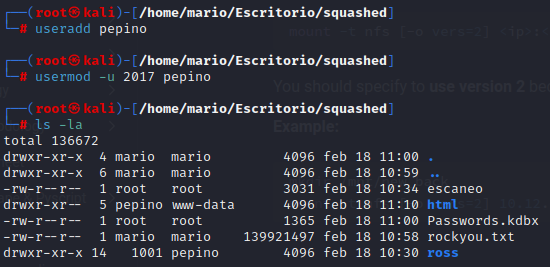 ┌──(root㉿kali)-[/home/mario/Escritorio/squashed]
└─# useradd pepino
mount -t nfs [-o vers=2] <ip>:
┌──(root㉿kali)-[/home/mario/Escritorio/squashed]
└─# usermod -u 2017 pepino
You should specify to use version 2 bec
┌──(root㉿kali)-[/home/mario/Escritorio/squashed]
└─# ls -la
Example:
total 136672
drwxr-xr-x  4 mario  mario         4096 feb 18 11:00 .
drwxr-xr-x  6 mario  mario         4096 feb 18 10:59 ..
-rw-r--r--  1 root   root          3031 feb 18 10:34 escaneo
drwxr-xr--  5 pepino www-data      4096 feb 18 11:10 html
-rw-r--r--  1 root   root          1365 feb 18 11:00 Passwords.kdbx
-rw-r--r--  1 mario  mario    139921497 feb 18 10:58 rockyou.txt
drwxr-xr-x 14   1001 pepino        4096 feb 18 10:30 ross